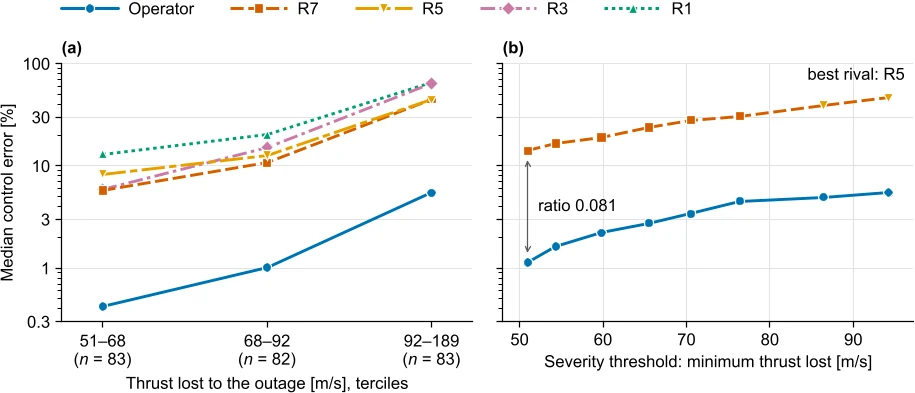 Operator R7 R5 R3 R1
(a)
Median control error [%]
100
30
10
3
1
0.3
51–68
(n = 83)
68–92
(n = 82)
92–189
(n = 83)
Thrust lost to the outage [m/s], terciles
(b)
best rival: R5
ratio 0.081
50 60 70 80 90
Severity threshold: minimum thrust lost [m/s]